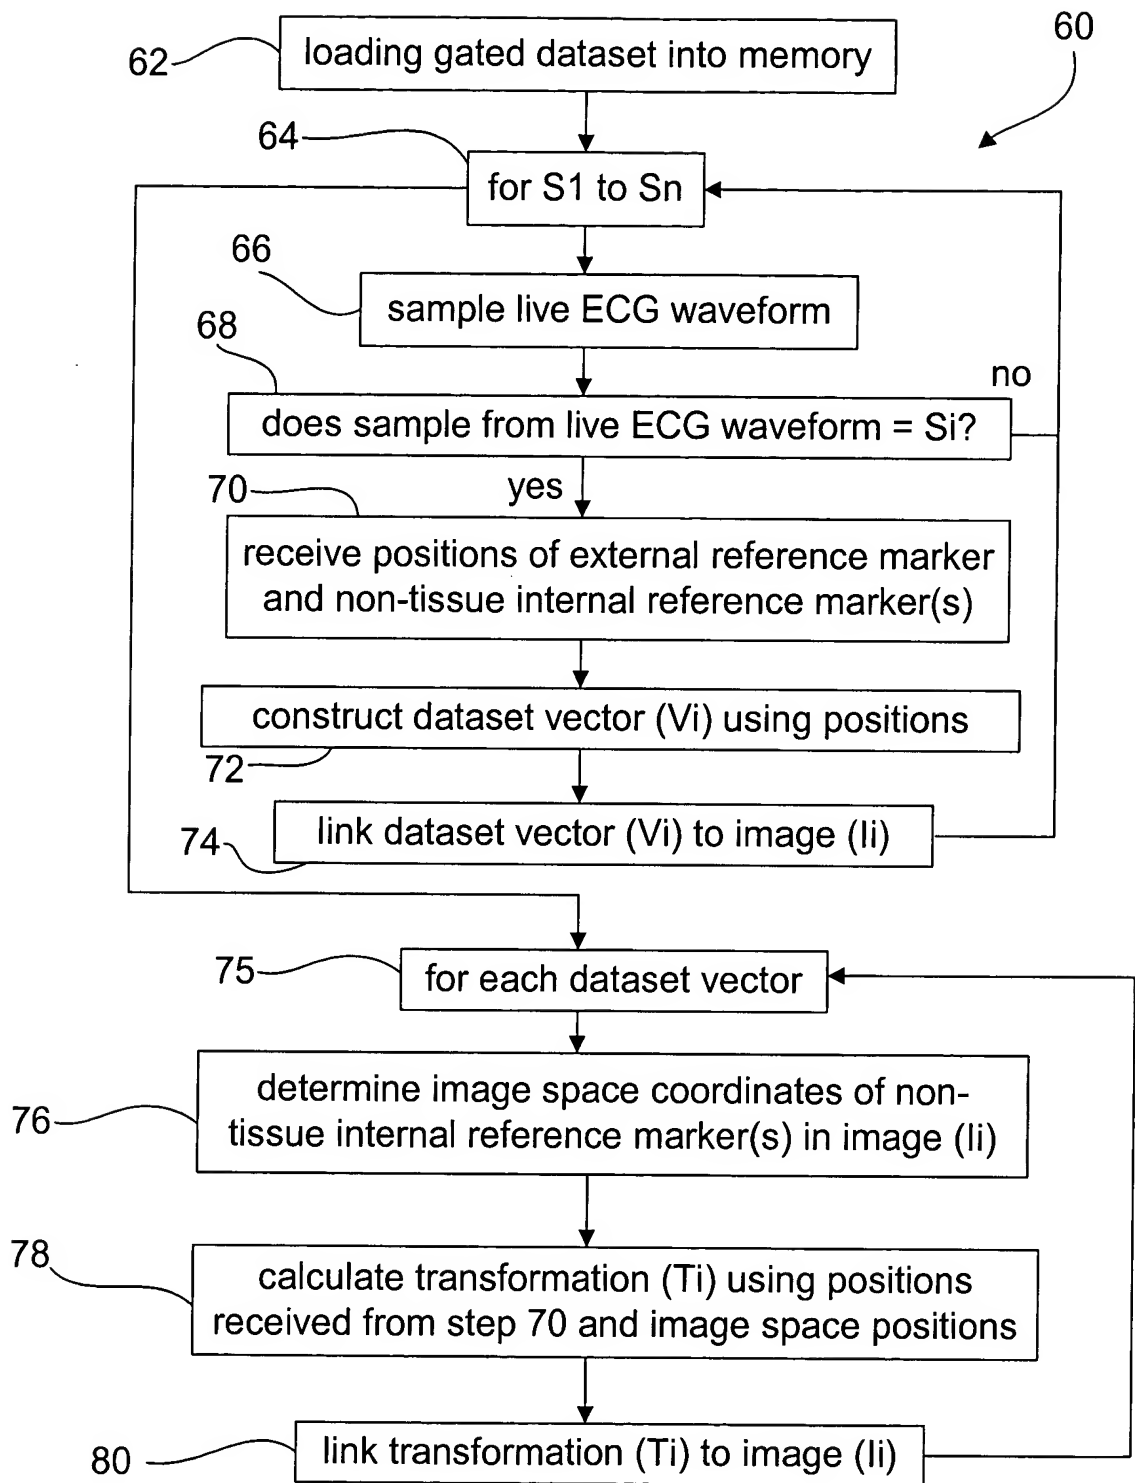 60
62
loading gated dataset into memory
64
for S1 to Sn
66
sample live ECG waveform
68
no
does sample from live ECG waveform = Si?
70
yes
receive positions of external reference marker
and non-tissue internal reference marker(s)
construct dataset vector (Vi) using positions
72
link dataset vector (Vi) to image (Ii)
74
75
for each dataset vector
determine image space coordinates of non-
76
tissue internal reference marker(s) in image (Ii)
78
calculate transformation (Ti) using positions
received from step 70 and image space positions
link transformation (Ti) to image (Ii)
80